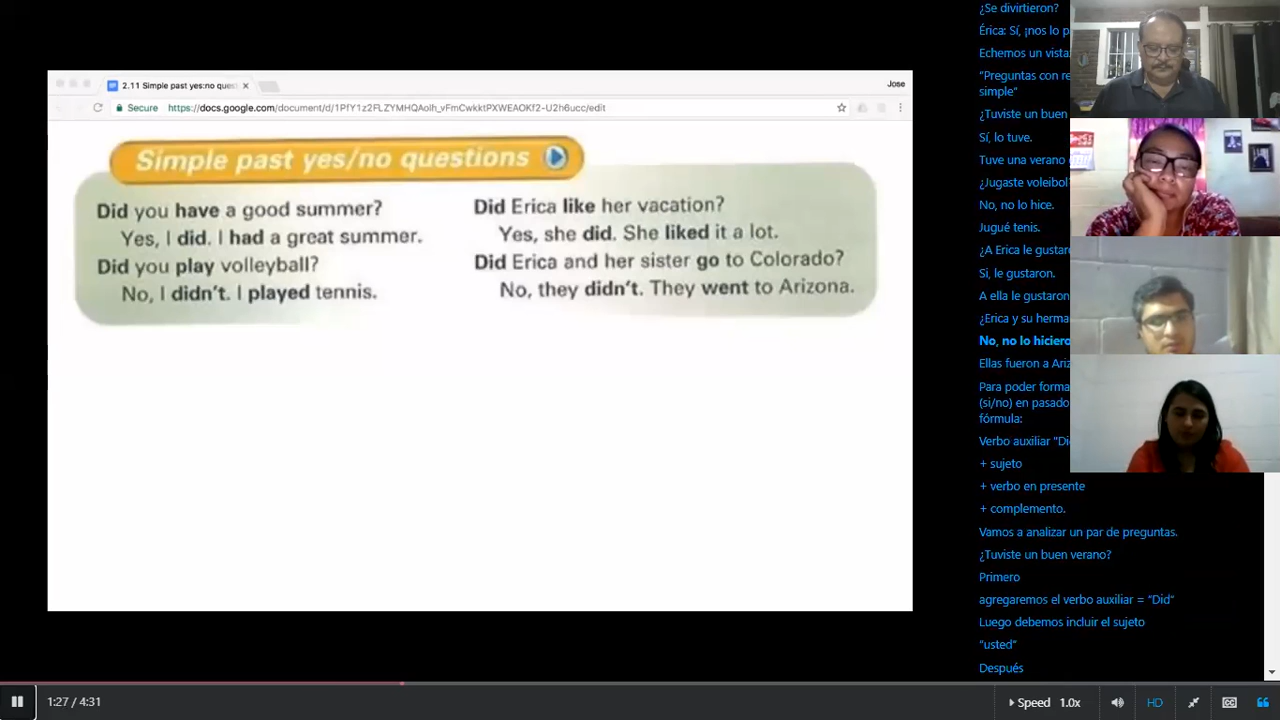 2.11 Simple past yes:no ques
Jose
Secure
https://docs.google.com/document/d/1PfY1z2FLZYMHQAolh_vFmCwkktPXWEAOKf2-U2h6ucc/edit
Simple past yes/no questions
Did you have a good summer?
Yes, I did. I had a great summer.
Did you play volleyball?
No, I didn't. I played tennis.
Did Erica like her vacation?
Yes, she did. She liked it a lot.
Did Erica and her sister go to Colorado?
No, they didn't. They went to Arizona.
¿Se divirtieron?
Érica: Sí, ¡nos lo
Echemos un vist
"Preguntas con re
simple"
¿Tuviste un buen
Sí, lo tuve.
Tuve una verano
¿Jugaste voleibol
No, no lo hice.
Jugué tenis.
¿A Erica le gustaro
Si, le gustaron.
A ella le gustaron
¿Erica y su herma
No, no lo hiciero
Ellas fueron a Ari
Para poder forma
(si/no) en pasado
fórmula:
Verbo auxiliar "Di
+ sujeto
+ verbo en presente
+ complemento.
Vamos a analizar un par de preguntas.
¿Tuviste un buen verano?
Primero
agregaremos el verbo auxiliar = "Did"
Luego debemos incluir el sujeto
"usted"
Después
1:27 / 4:31
Speed 1.0x
HD
CC